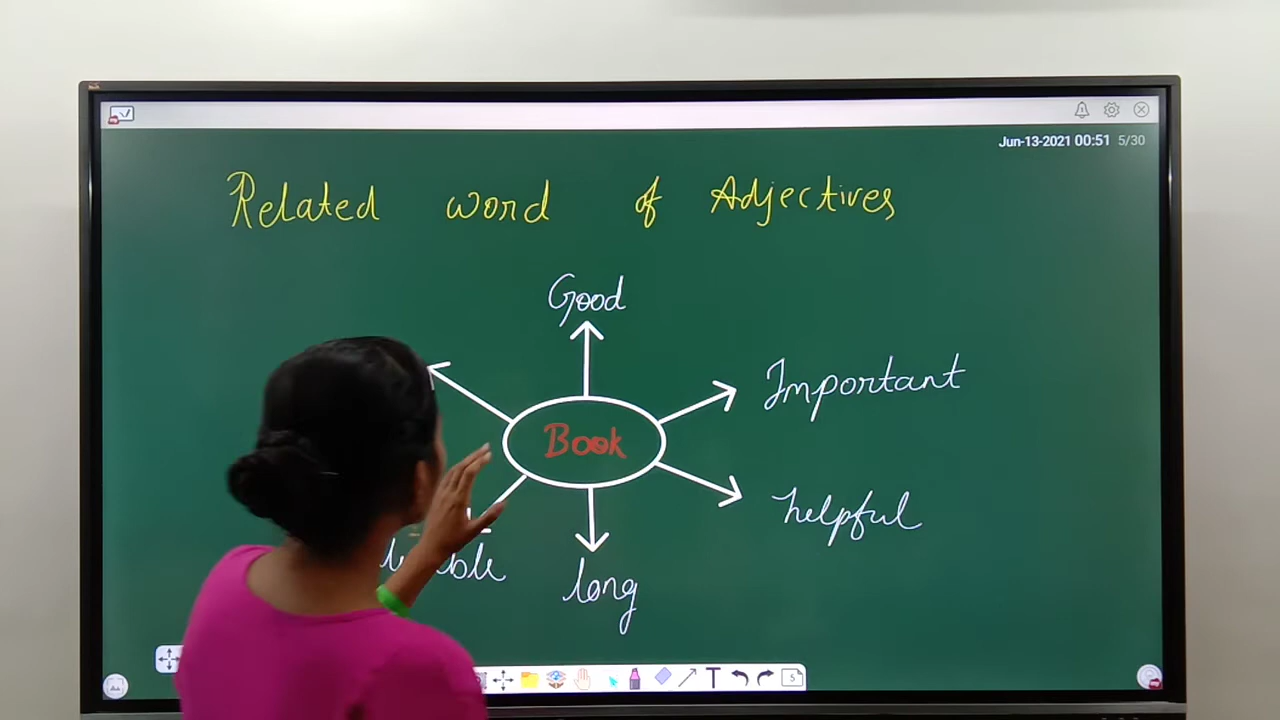 Jun-13-2021 00:51 5/30
Related word of Adjectives
Good
Important
Book
helpful
long